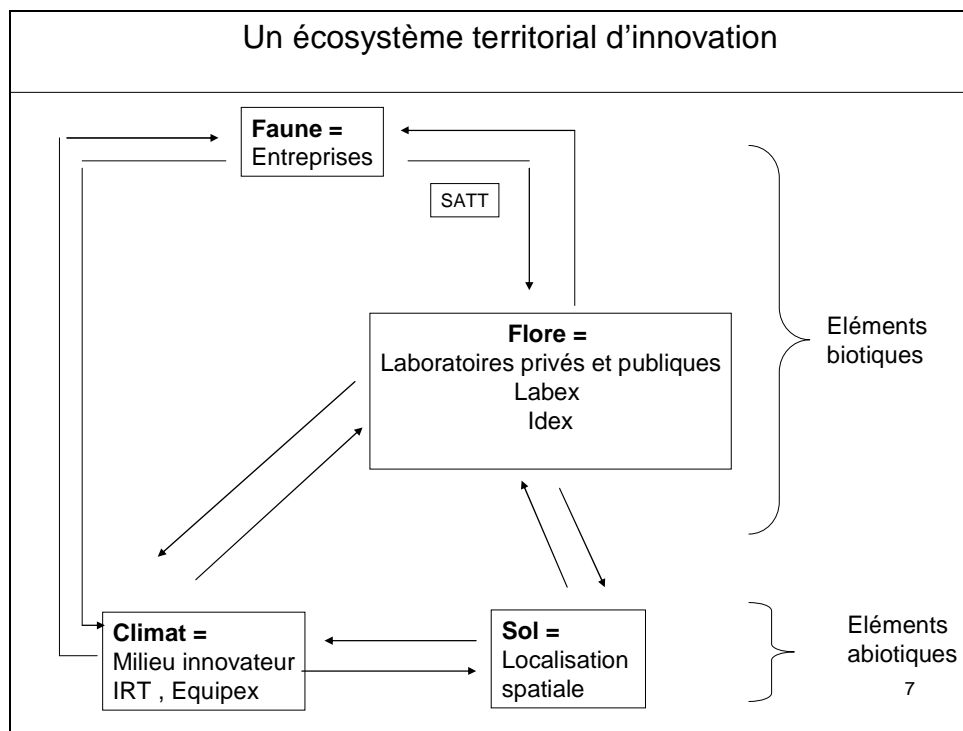 Un écosystème territorial d'innovation
Faune =
Entreprises
SATT
Flore =
Laboratoires privés et publiques
Labex
Idex
Eléments
biotiques
Climat =
Milieu innovateur
IRT , Equipex
Sol =
Localisation
spatiale
Eléments
abiotiques
7